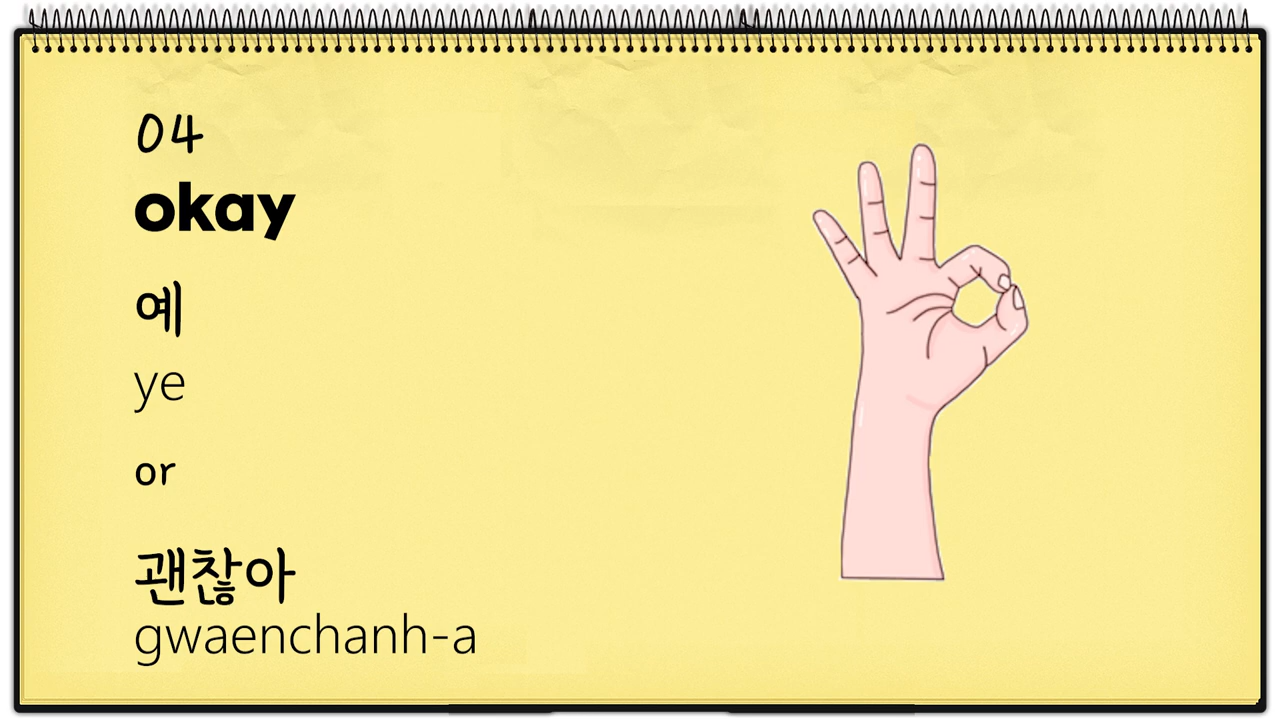 04
okay
예
ye
or
괜찮아
gwaenchanh-a